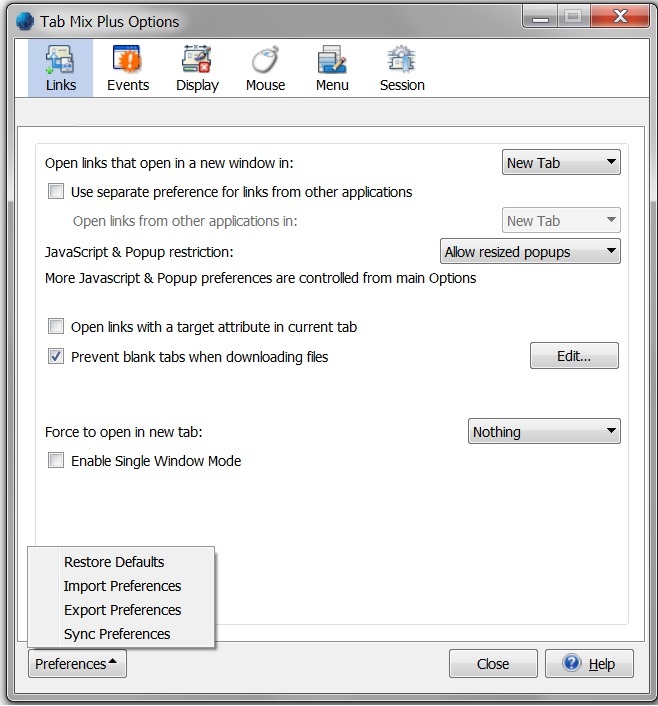 Tab Mix Plus Options
Links Events Display Mouse Menu Session
Open links that open in a new window in: New Tab
Use separate preference for links from other applications
Open links from other applications in: New Tab
JavaScript & Popup restriction: Allow resized popups
More Javascript & Popup preferences are controlled from main Options
Open links with a target attribute in current tab
Prevent blank tabs when downloading files Edit...
Force to open in new tab: Nothing
Enable Single Window Mode
Restore Defaults
Import Preferences
Export Preferences
Sync Preferences
Preferences Close Help